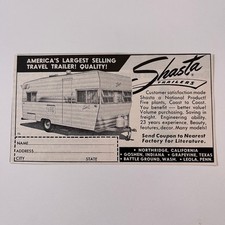 AMERICA'S LARGEST SELLING
TRAVEL TRAILER! QUALITY!
Shasta
TRAILERS
Customer satisfaction made
Shasta a National Product!
Five plants, Coast to Coast.
You benefit — better value!
Volume purchasing. Saving in
freight. Engineering ability.
23 years experience. Beauty,
features, decor. Many models!
Send Coupon to Nearest
Factory for Literature.
• NORTHRIDGE, CALIFORNIA
• GOSHEN, INDIANA • GRAPEVINE, TEXAS
• BATTLE GROUND, WASH. • LEOLA, PENN.
NAME
ADDRESS
CITY STATE